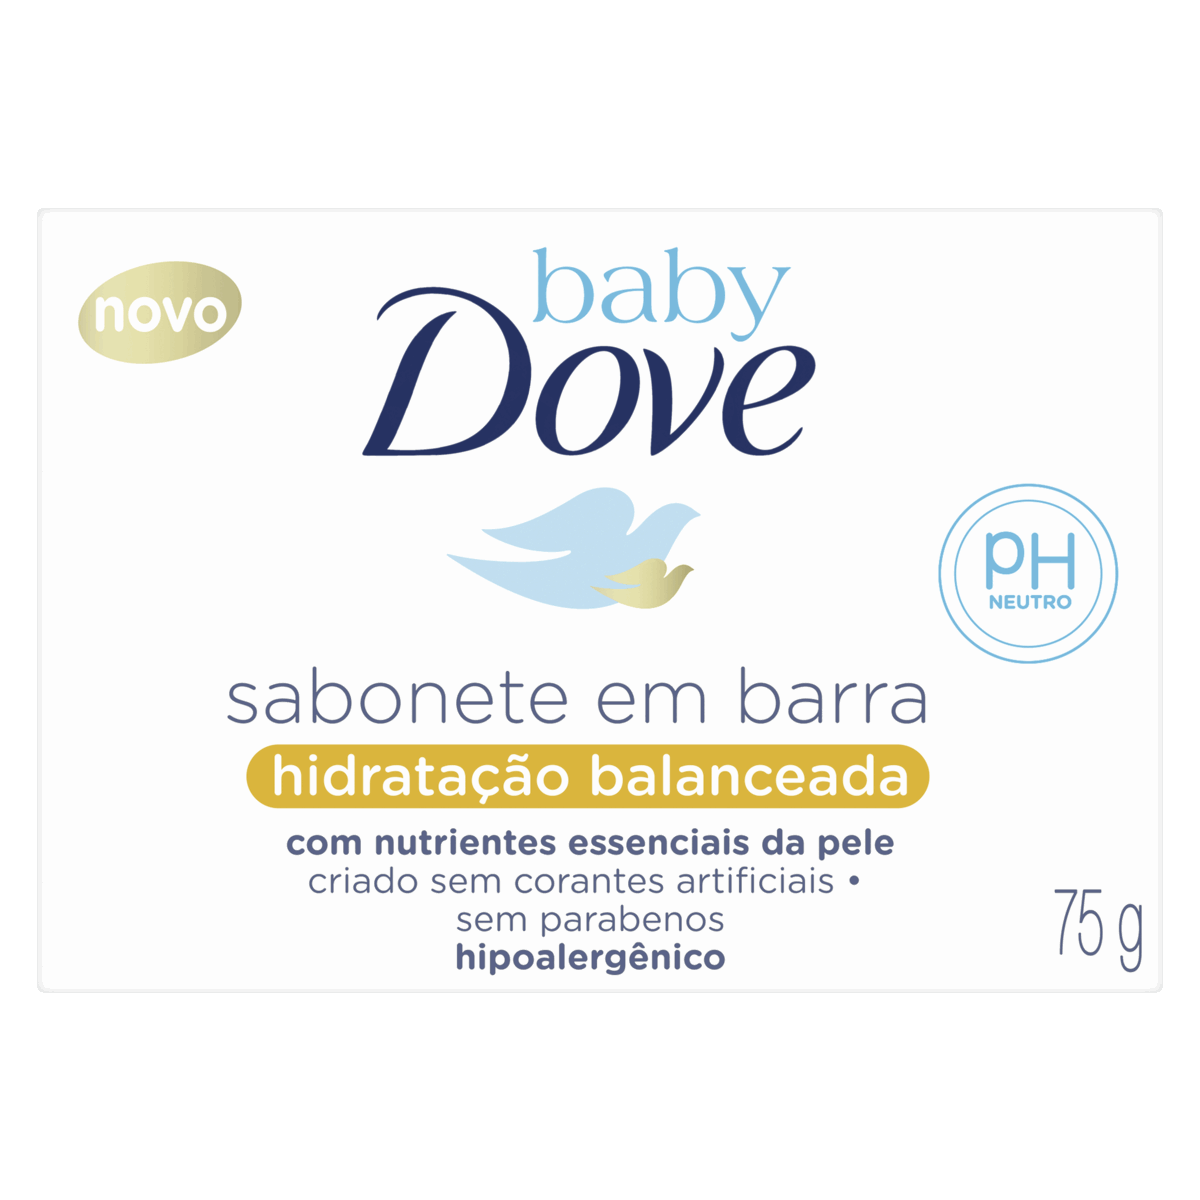 novo
baby
Dove
pH
NEUTRO
sabonete em barra
hidratação balanceada
com nutrientes essenciais da pele
criado sem corantes artificiais •
sem parabenos
hipoalergênico
75 g